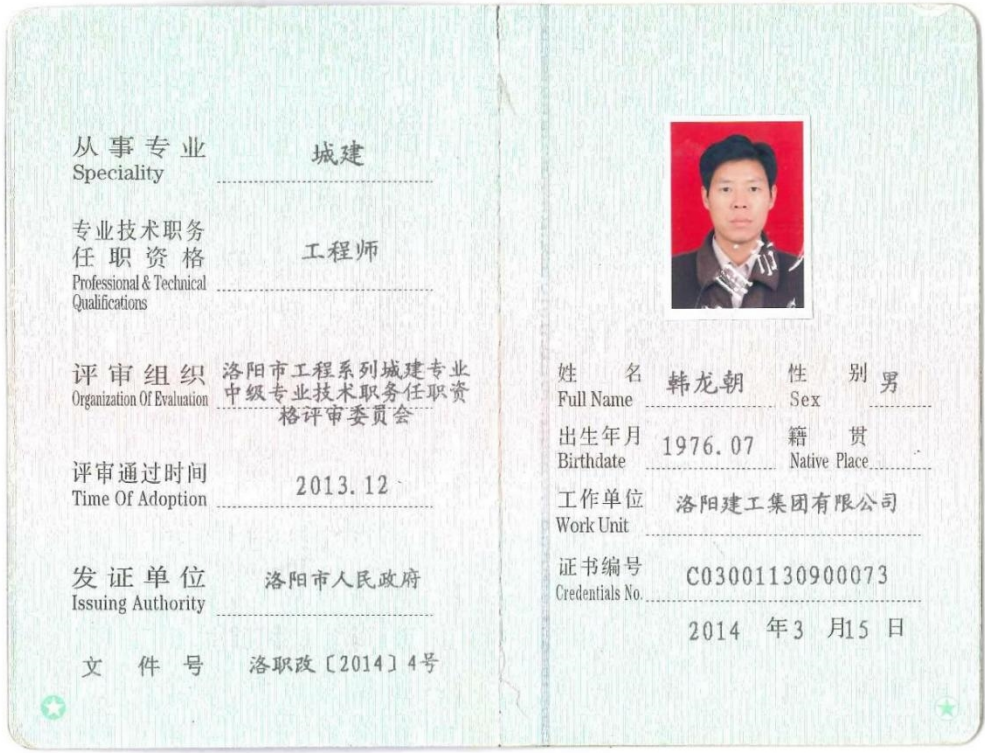 从事专业 城建
Speciality
专业技术职务
任职资格 工程师
Professional & Technical
Qualifications
评审组织 洛阳市工程系列城建专业
Organization Of Evaluation 中级专业技术职务任职资
格评审委员会
评审通过时间 2013.12
Time Of Adoption
发证单位 洛阳市人民政府
Issuing Authority
文件号 洛职改〔2014〕4号
姓名 韩龙朝 性别 男
Full Name Sex
出生年月 1976.07 籍贯
Birthdate Native Place
工作单位 洛阳建工集团有限公司
Work Unit
证书编号 C03001130900073
Credentials No.
2014 年3 月15 日